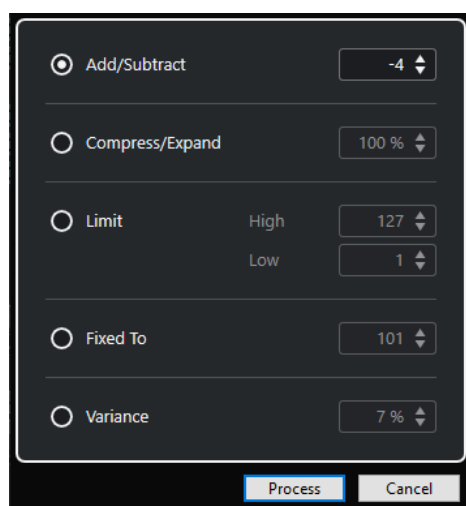 Add/Subtract -4
Compress/Expand 100 %
Limit High 127
Low 1
Fixed To 101
Variance 7 %
Process Cancel